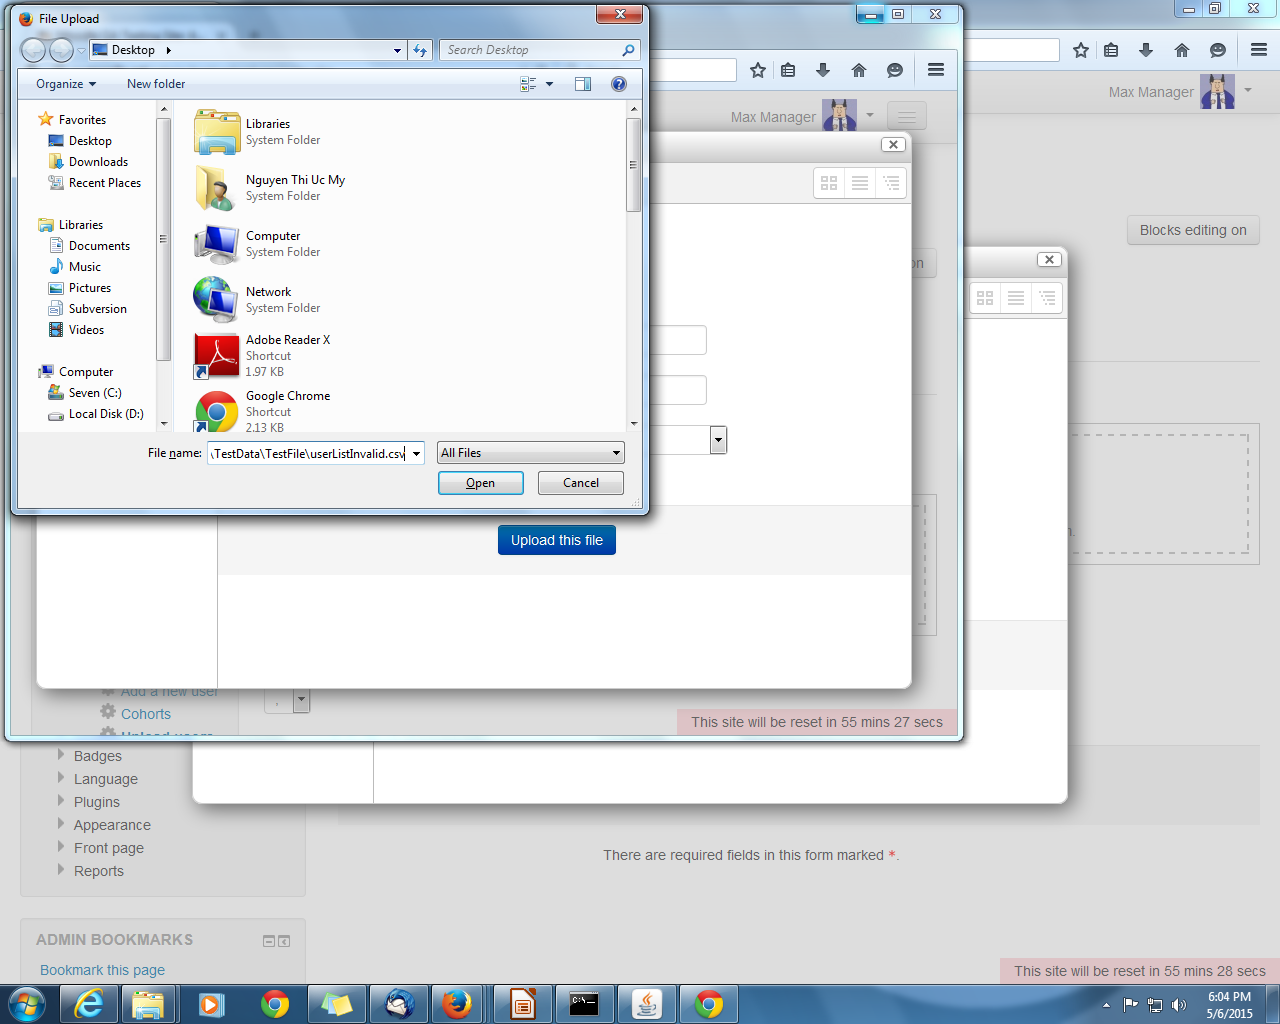 File Upload
Desktop
Search Desktop
Organize
New folder
Favorites
Desktop
Downloads
Recent Places
Libraries
Documents
Music
Pictures
Subversion
Videos
Computer
Seven (C:)
Local Disk (D:)
Libraries
System Folder
Nguyen Thi Uc My
System Folder
Computer
System Folder
Network
System Folder
Adobe Reader X
Shortcut
1.97 KB
Google Chrome
Shortcut
2.13 KB
File name:
\TestData\TestFile\userListInvalid.csv
All Files
Open
Cancel
Max Manager
Max Manager
Blocks editing on
on
Upload this file
Add a new user
Cohorts
Upload users
This site will be reset in 55 mins 27 secs
Badges
Language
Plugins
Appearance
Front page
Reports
There are required fields in this form marked *.
ADMIN BOOKMARKS
Bookmark this page
This site will be reset in 55 mins 28 secs
6:04 PM
5/6/2015